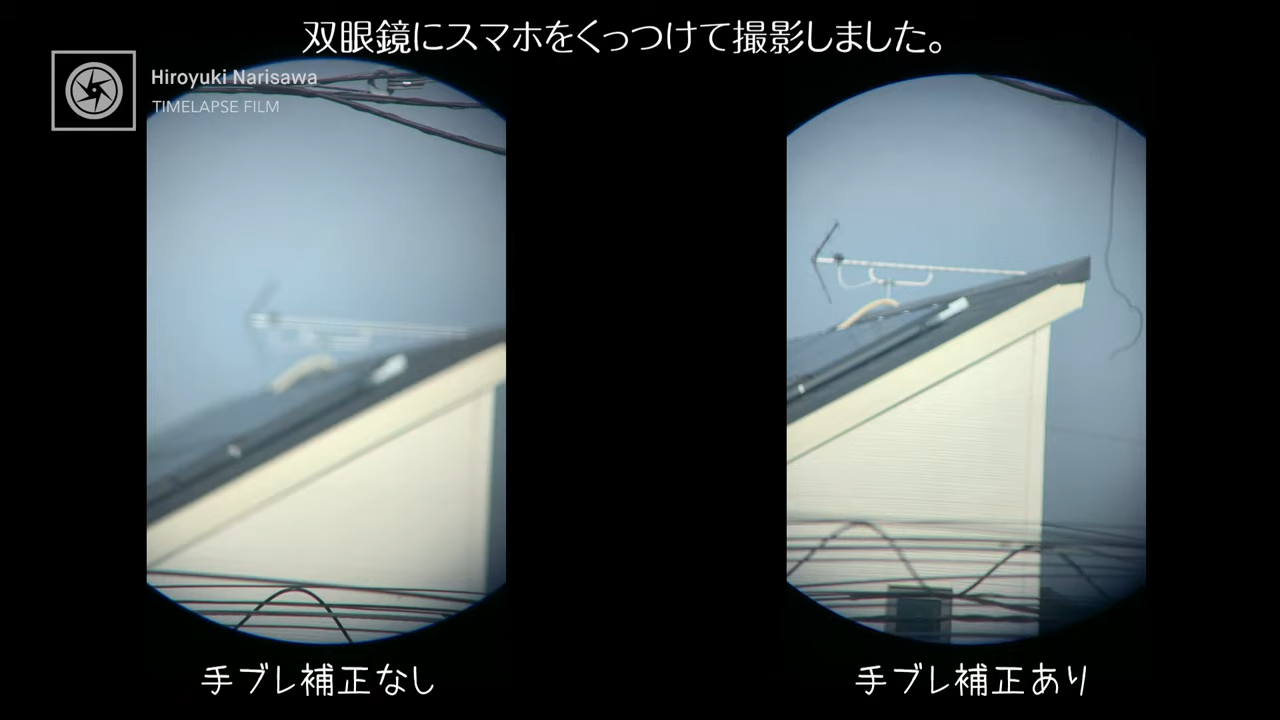 双眼鏡にスマホをくっつけて撮影しました。
Hiroyuki Narisawa
TIMELAPSE FILM
手ブレ補正なし
手ブレ補正あり